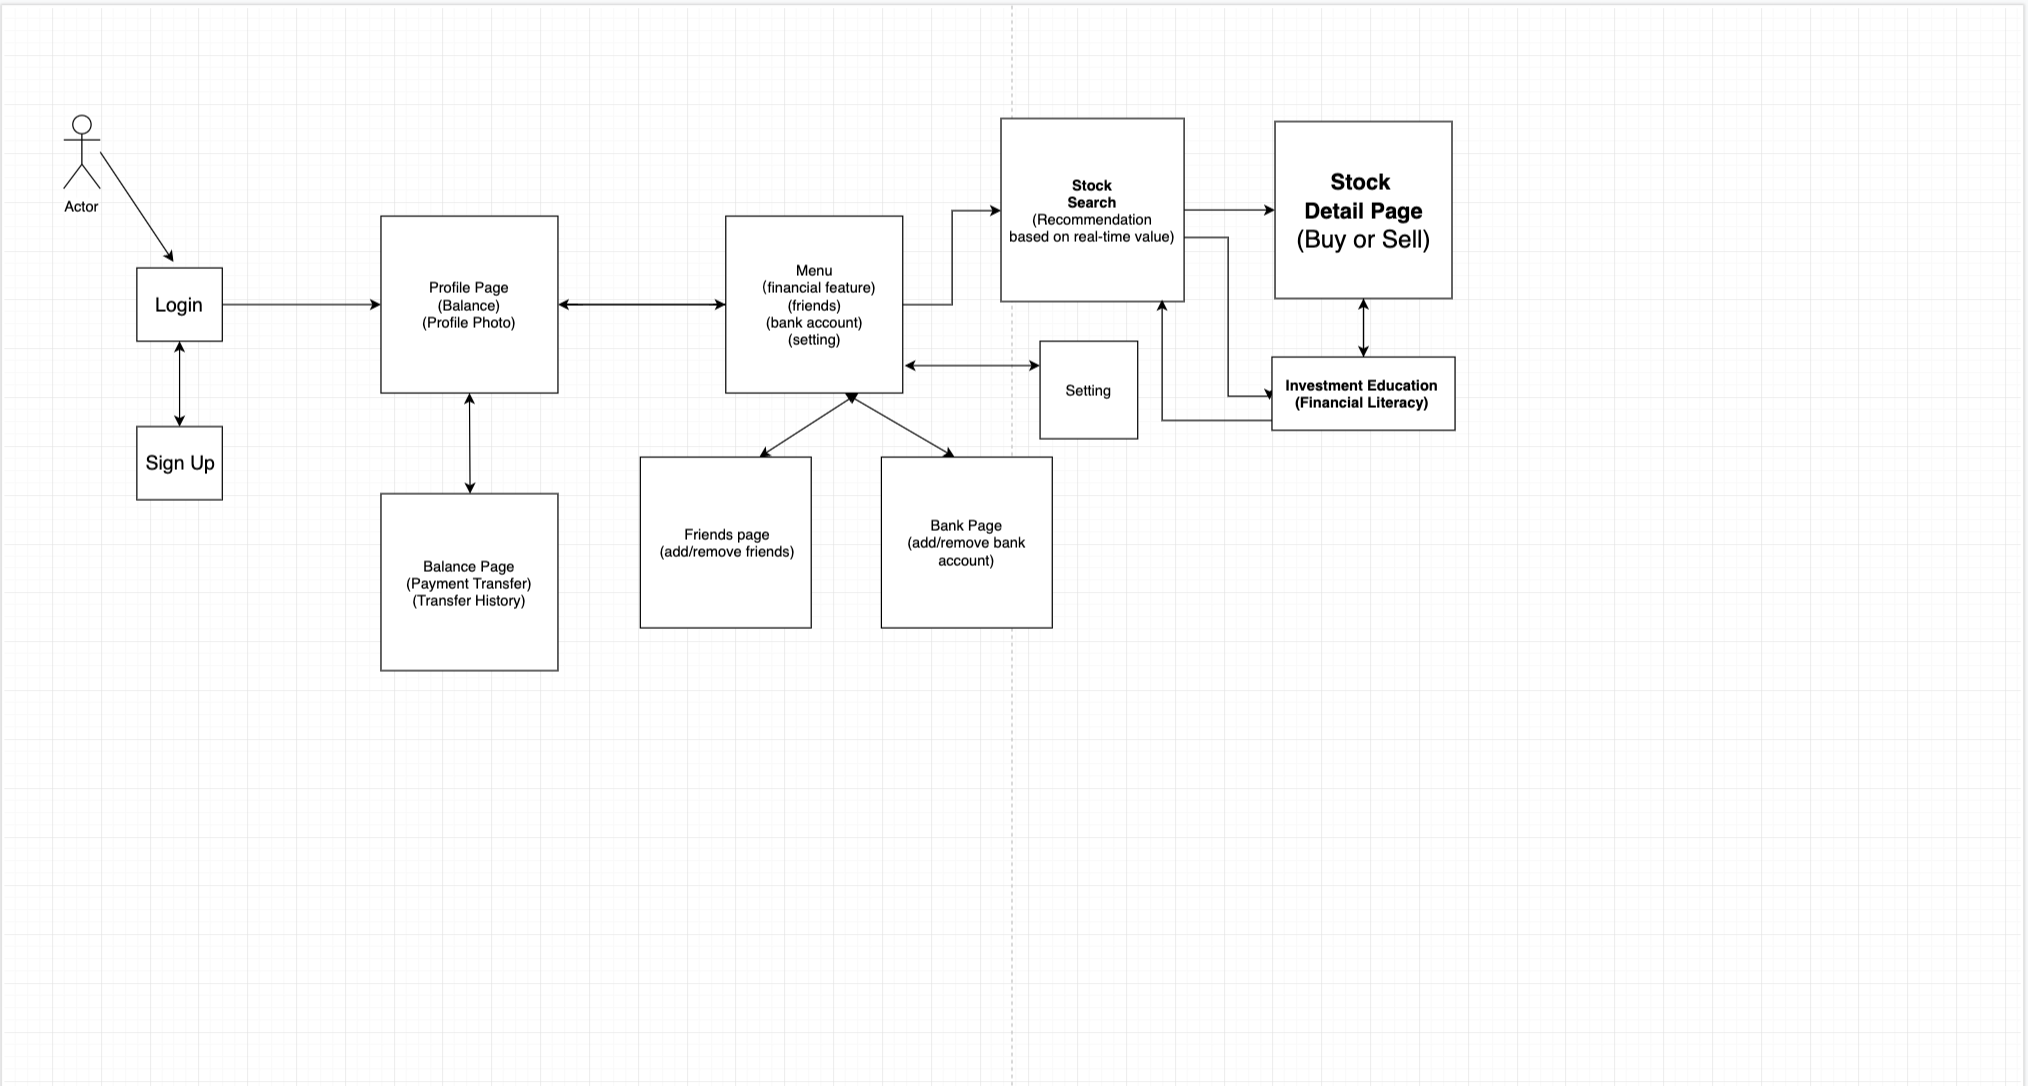 Actor
Login
Sign Up
Profile Page
(Balance)
(Profile Photo)
Balance Page
(Payment Transfer)
(Transfer History)
Menu
(financial feature)
(friends)
(bank account)
(setting)
Friends page
(add/remove friends)
Bank Page
(add/remove bank
account)
Stock
Search
(Recommendation
based on real-time value)
Setting
Stock
Detail Page
(Buy or Sell)
Investment Education
(Financial Literacy)